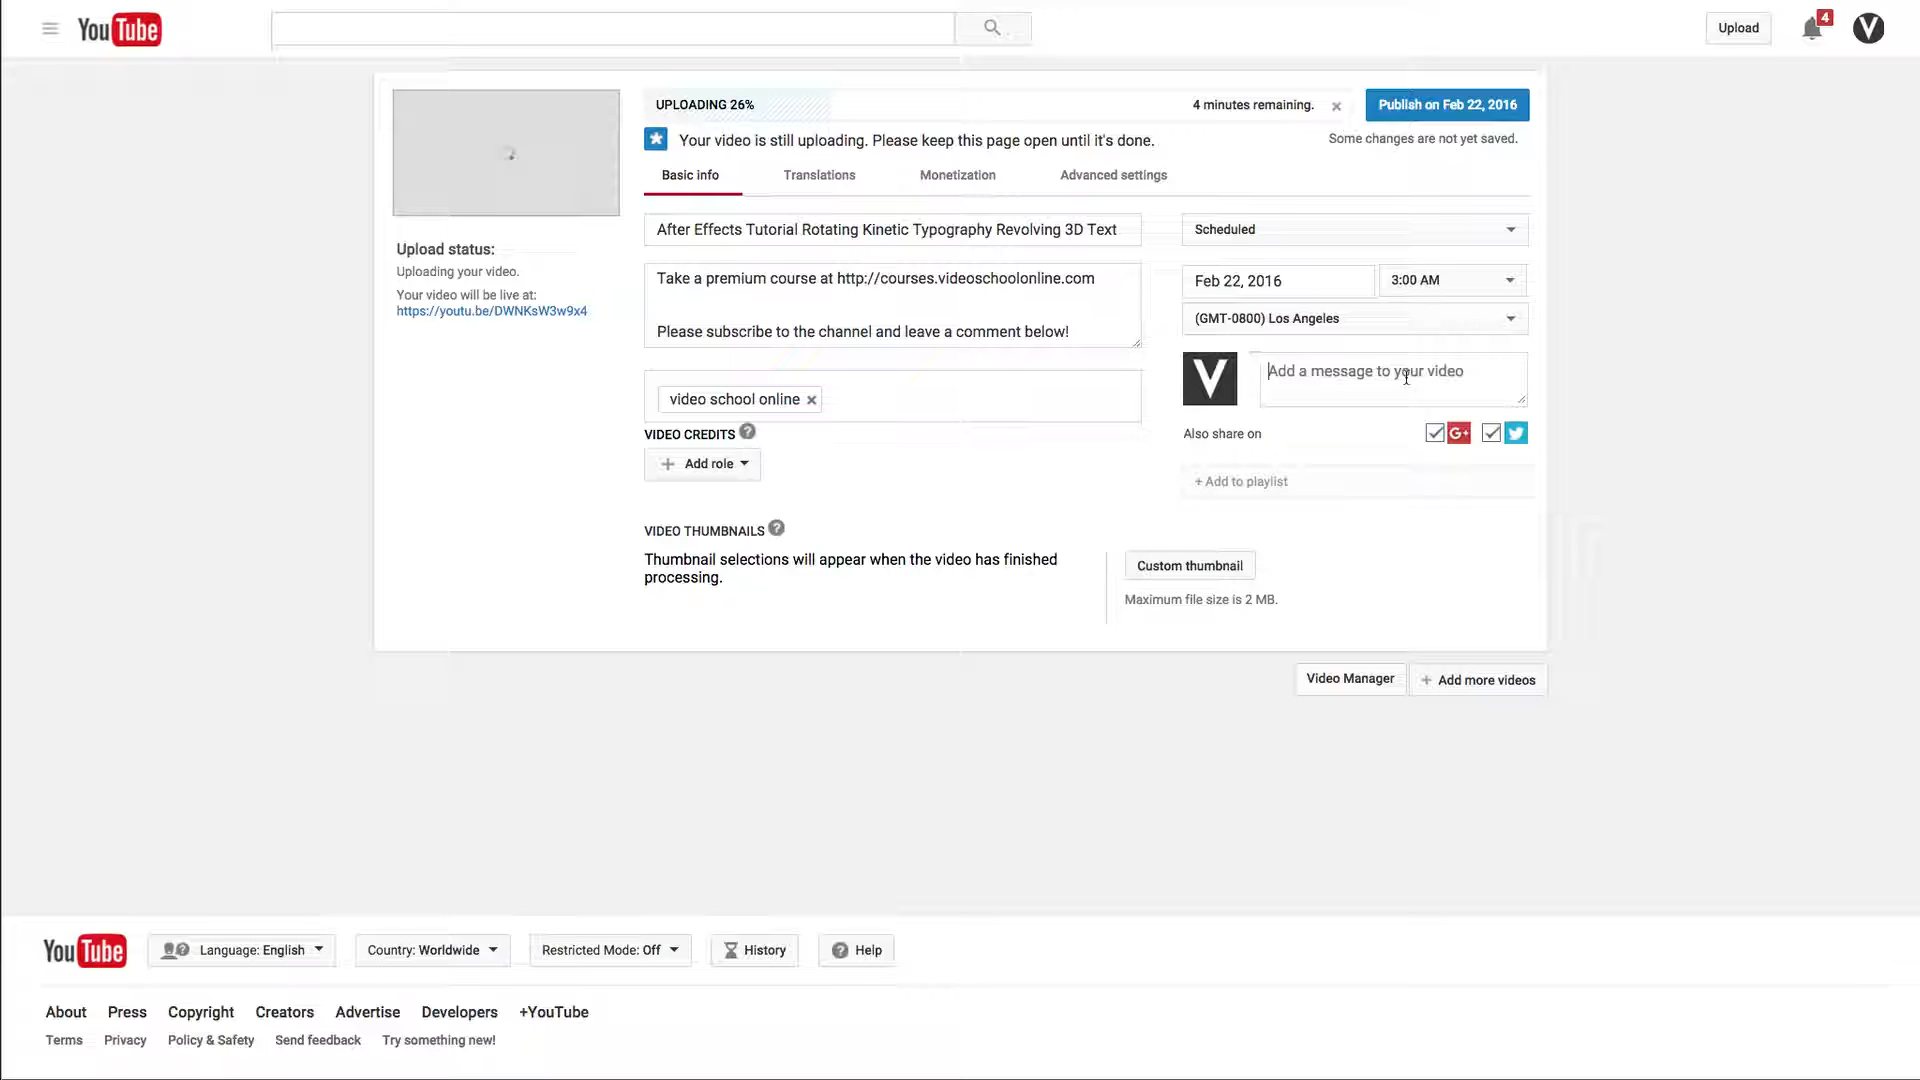 YouTube
Upload
4
V
UPLOADING 26%
4 minutes remaining.
Publish on Feb 22, 2016
Your video is still uploading. Please keep this page open until it's done.
Some changes are not yet saved.
Basic info
Translations
Monetization
Advanced settings
After Effects Tutorial Rotating Kinetic Typography Revolving 3D Text
Scheduled
Upload status:
Uploading your video.
Your video will be live at:
https://youtu.be/DWNKsW3w9x4
Take a premium course at http://courses.videoschoolonline.com
Please subscribe to the channel and leave a comment below!
Feb 22, 2016
3:00 AM
(GMT-0800) Los Angeles
V
Add a message to your video
video school online
VIDEO CREDITS ?
Also share on
G+
+ Add role
+ Add to playlist
VIDEO THUMBNAILS ?
Thumbnail selections will appear when the video has finished
processing.
Custom thumbnail
Maximum file size is 2 MB.
Video Manager
+ Add more videos
YouTube
Language: English
Country: Worldwide
Restricted Mode: Off
History
Help
About Press Copyright Creators Advertise Developers +YouTube
Terms Privacy Policy & Safety Send feedback Try something new!